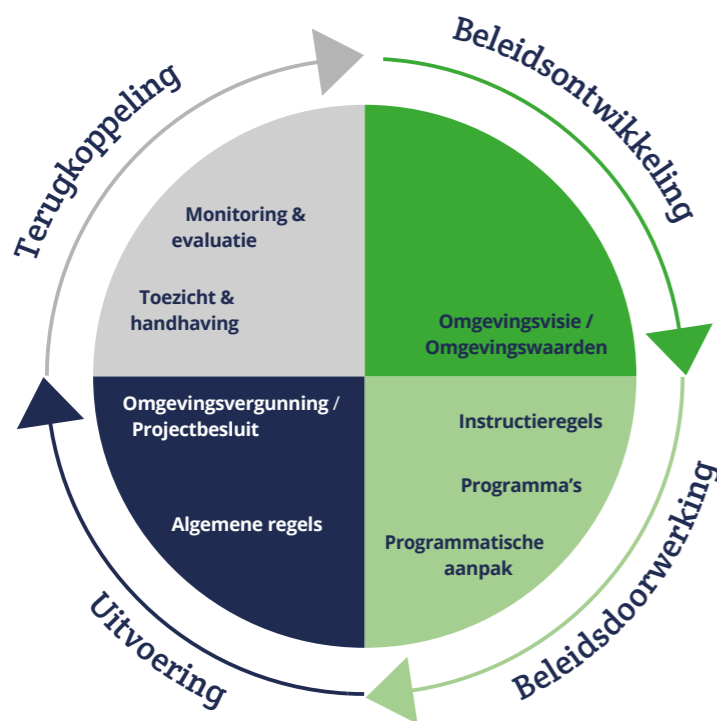 Beleidsontwikkeling
Terugkoppeling
Monitoring &
evaluatie
Toezicht &
handhaving
Omgevingsvisie /
Omgevingswaarden
Omgevingsvergunning /
Projectbesluit
Algemene regels
Instructieregels
Programma’s
Programmatische
aanpak
Uitvoering
Beleidsdoorwerking